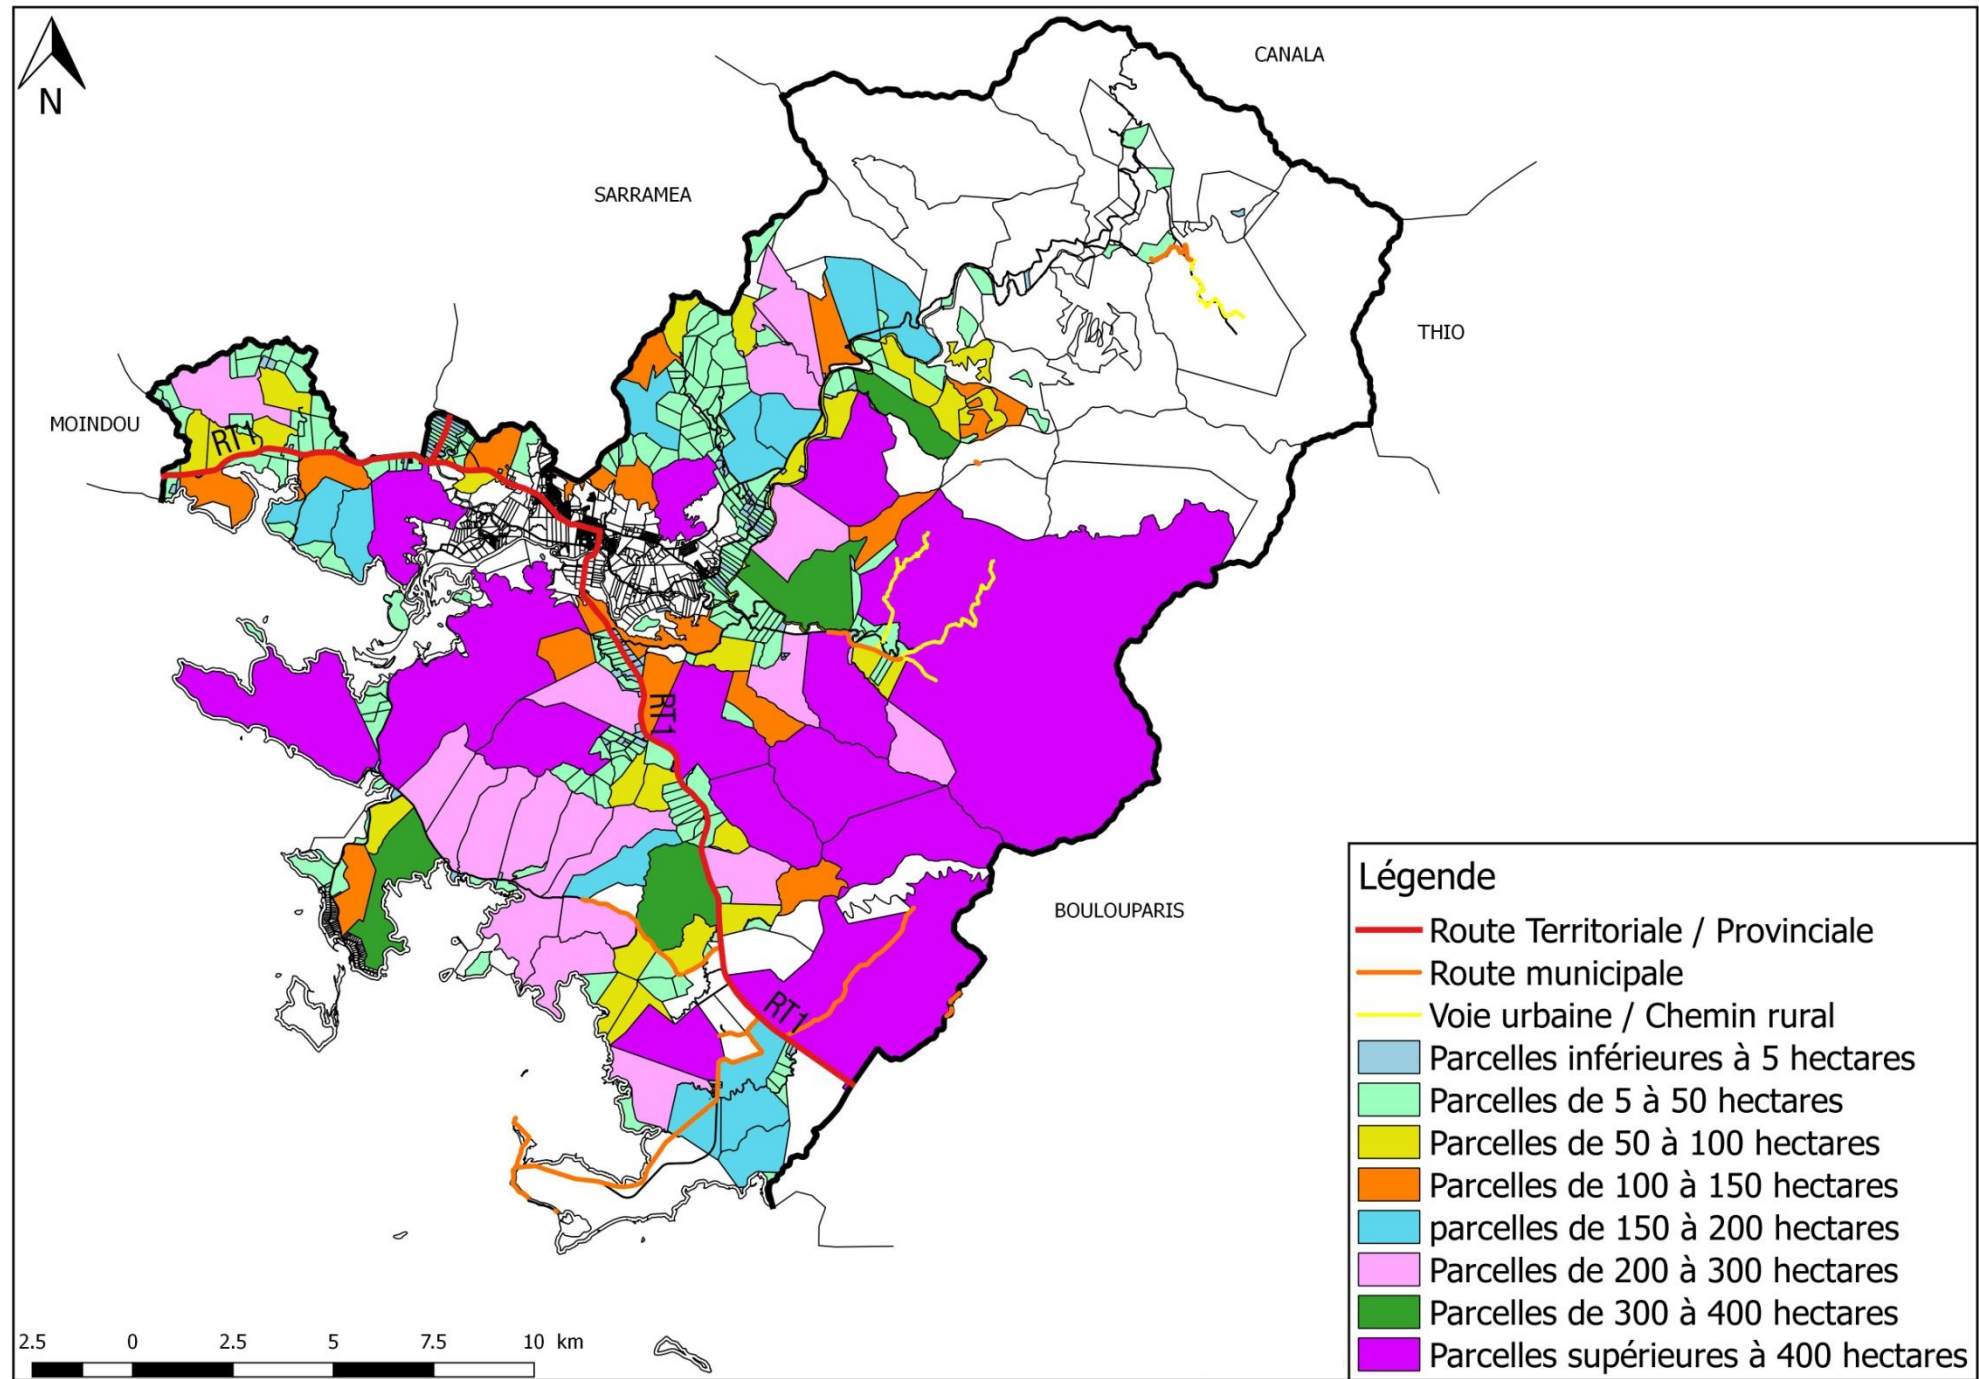 CANALA
N
SARRAMEA
THIO
MOINDOU
RT1
RT1
BOULOUPARIS
RT1
Légende
Route Territoriale / Provinciale
Route municipale
Voie urbaine / Chemin rural
Parcelles inférieures à 5 hectares
Parcelles de 5 à 50 hectares
Parcelles de 50 à 100 hectares
Parcelles de 100 à 150 hectares
parcelles de 150 à 200 hectares
Parcelles de 200 à 300 hectares
Parcelles de 300 à 400 hectares
Parcelles supérieures à 400 hectares
2.5 0 2.5 5 7.5 10 km